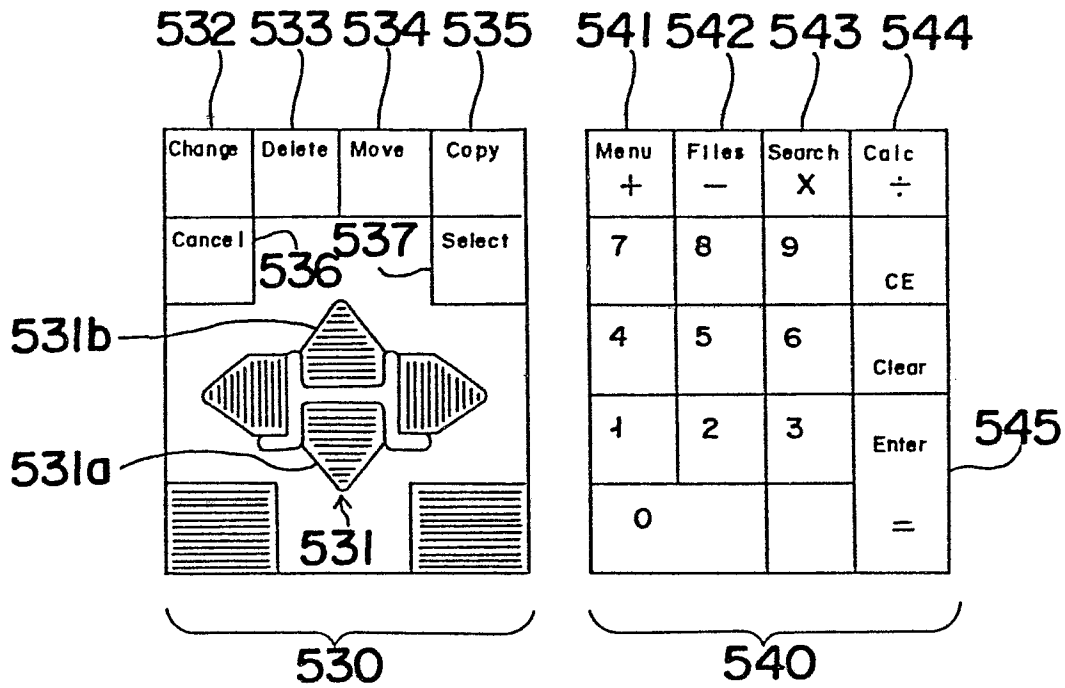 532 533 534 535 541 542 543 544
Change Delete Move Copy Menu Files Search Calc
+ − X ÷
Cancel 536 537 Select 7 8 9 CE
531b 4 5 6 Clear
531a 1 2 3 Enter 545
531 0 =
530 540